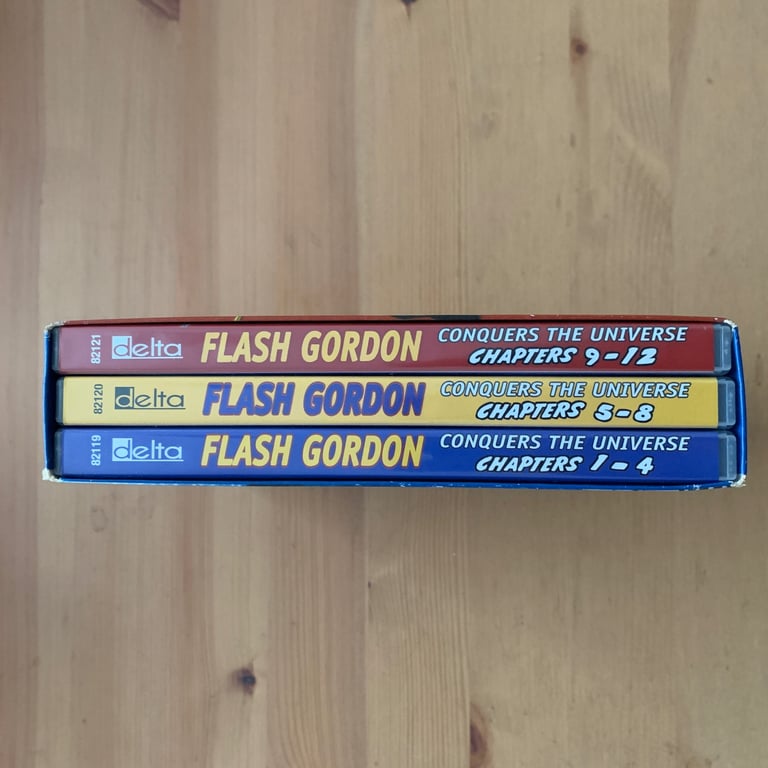 82121 delta FLASH GORDON CONQUERS THE UNIVERSE
CHAPTERS 9-12
82120 delta FLASH GORDON CONQUERS THE UNIVERSE
CHAPTERS 5-8
82119 delta FLASH GORDON CONQUERS THE UNIVERSE
CHAPTERS 1-4